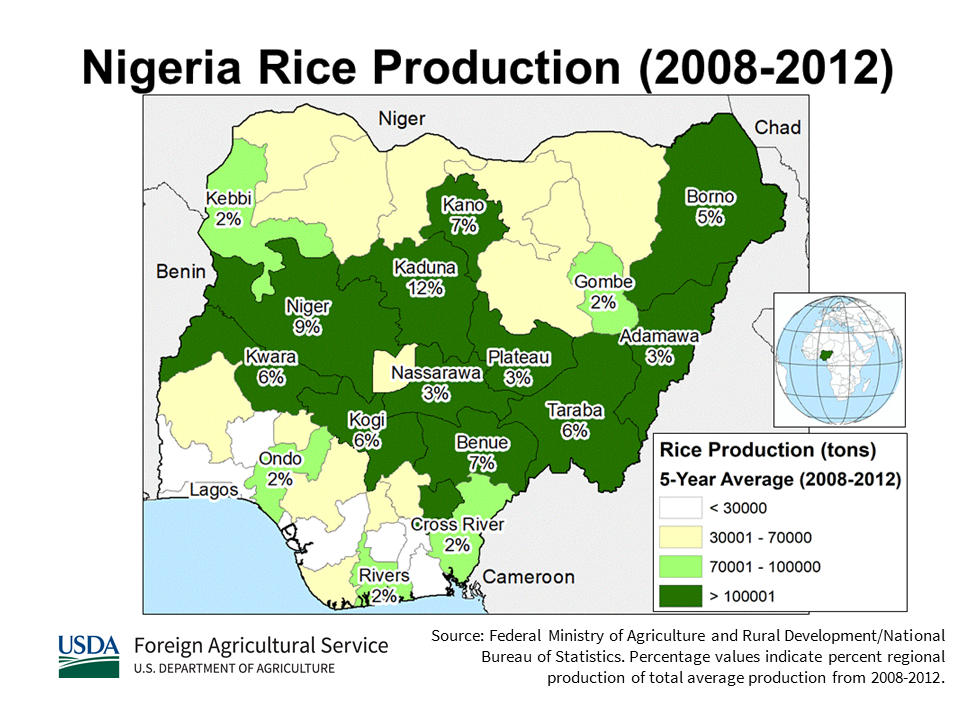 Nigeria Rice Production (2008-2012)
Niger
Chad
Kebbi
2%
Kano
7%
Borno
5%
Benin
Kaduna
12%
Gombe
2%
Niger
9%
Adamawa
3%
Kwara
6%
Nassarawa
3%
Plateau
3%
Kogi
6%
Taraba
6%
Benue
7%
Ondo
2%
Lagos
Cross River
2%
Rivers
2%
Cameroon
Rice Production (tons)
5-Year Average (2008-2012)
< 30000
30001 - 70000
70001 - 100000
> 100001
USDA
Foreign Agricultural Service
U.S. DEPARTMENT OF AGRICULTURE
Source: Federal Ministry of Agriculture and Rural Development/National
Bureau of Statistics. Percentage values indicate percent regional
production of total average production from 2008-2012.